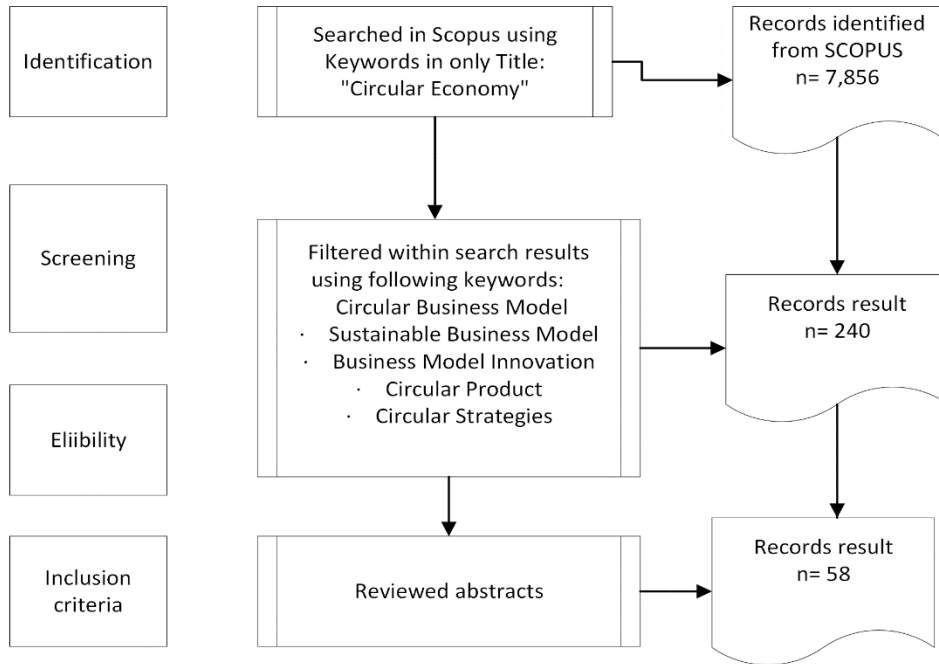 Identification
Searched in Scopus using
Keywords in only Title:
"Circular Economy"
Records identified
from SCOPUS
n= 7,856
Screening
Filtered within search results
using following keywords:
Circular Business Model
· Sustainable Business Model
· Business Model Innovation
· Circular Product
· Circular Strategies
Records result
n= 240
Eliibility
Inclusion
criteria
Reviewed abstracts
Records result
n= 58